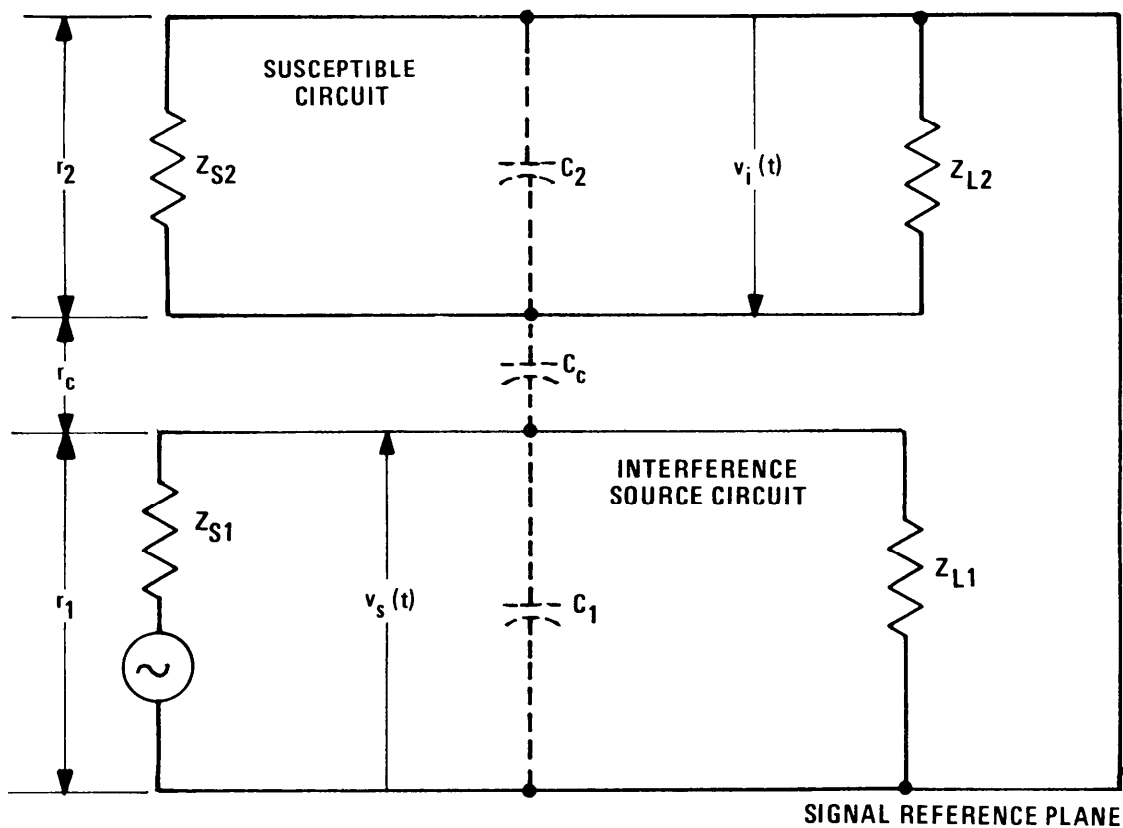 SUSCEPTIBLE
CIRCUIT
r2
ZS2
C2
vi (t)
ZL2
rc
Cc
INTERFERENCE
SOURCE CIRCUIT
r1
ZS1
vs (t)
C1
ZL1
SIGNAL REFERENCE PLANE